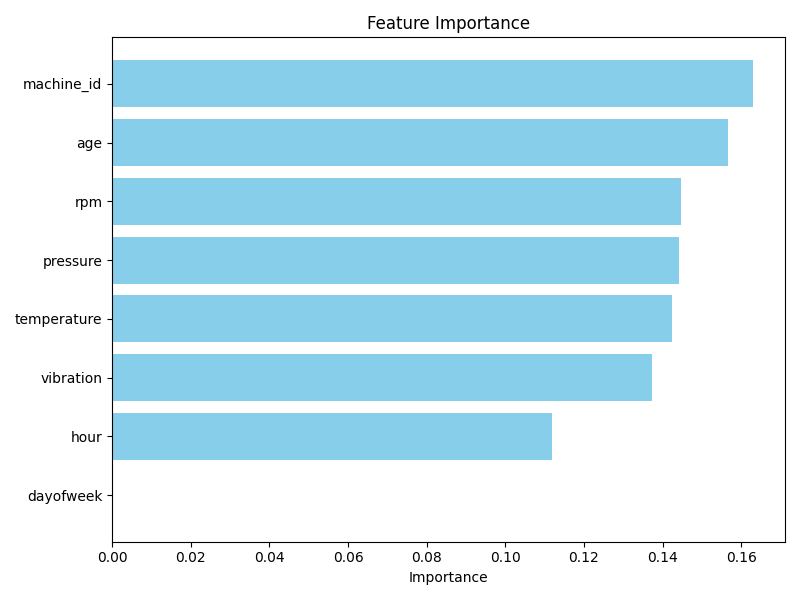 Feature Importance
machine_id
age
rpm
pressure
temperature
vibration
hour
dayofweek
0.00 0.02 0.04 0.06 0.08 0.10 0.12 0.14 0.16
Importance